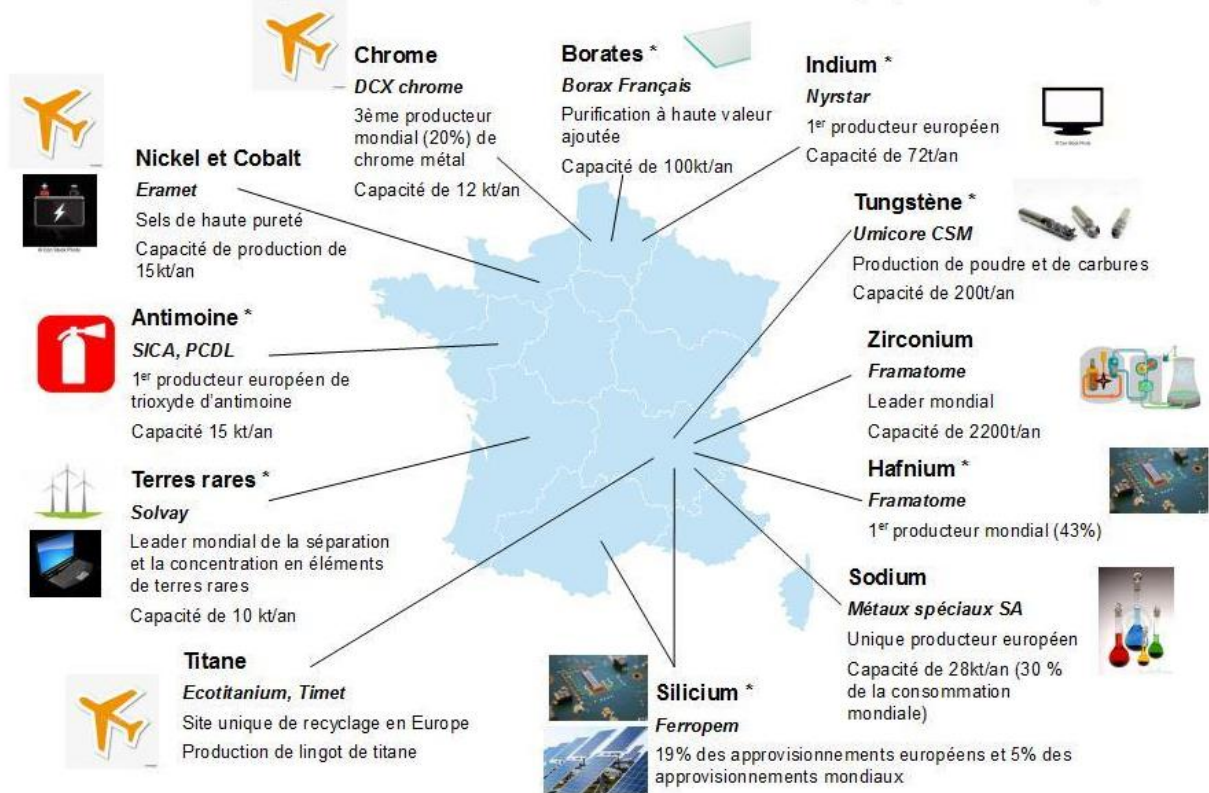 Chrome
DCX chrome
3ème producteur
mondial (20%) de
chrome métal
Capacité de 12 kt/an
Borates *
Borax Français
Purification à haute valeur
ajoutée
Capacité de 100kt/an
Indium *
Nyrstar
1er producteur européen
Capacité de 72t/an
Nickel et Cobalt
Eramet
Sels de haute pureté
Capacité de production de
15kt/an
Tungstène *
Umicore CSM
Production de poudre et de carbures
Capacité de 200t/an
Antimoine *
SICA, PCDL
1er producteur européen de
trioxyde d'antimoine
Capacité 15 kt/an
Zirconium
Framatome
Leader mondial
Capacité de 2200t/an
Terres rares *
Solvay
Leader mondial de la séparation
et la concentration en éléments
de terres rares
Capacité de 10 kt/an
Hafnium *
Framatome
1er producteur mondial (43%)
Sodium
Métaux spéciaux SA
Unique producteur européen
Capacité de 28kt/an (30 %
de la consommation
mondiale)
Titane
Ecotitanium, Timet
Site unique de recyclage en Europe
Production de lingot de titane
Silicium *
Ferropem
19% des approvisionnements européens et 5% des
approvisionnements mondiaux